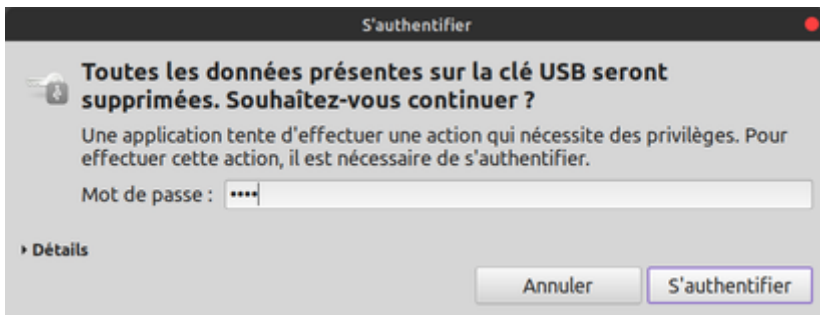 S'authentifier
Toutes les données présentes sur la clé USB seront
supprimées. Souhaîtez-vous continuer ?
Une application tente d'effectuer une action qui nécessite des privilèges. Pour
effectuer cette action, il est nécessaire de s'authentifier.
Mot de passe : ••••
Détails
Annuler S'authentifier